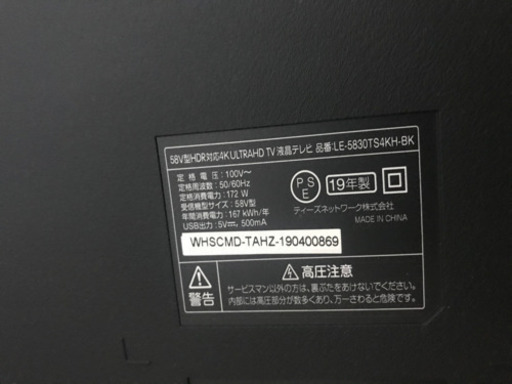 58V型HDR対応4K ULTRAHD TV 液晶テレビ 品番:LE-5830TS4KH-BK
定格電圧:100V～
定格周波数:50/60Hz
定格消費電力:172 W
受信機型サイズ:58V型
年間消費電力:167 kWh/年
USB出力:5V⎓ 500mA
PSE
19年製
ティーズネットワーク株式会社
MADE IN CHINA
WHSCMD-TAHZ-190400869
警告
高圧注意
サービスマン以外の方は、裏ぶたをあけないでください。
内部には高圧部分が数多くあり、万一さわると危険です。